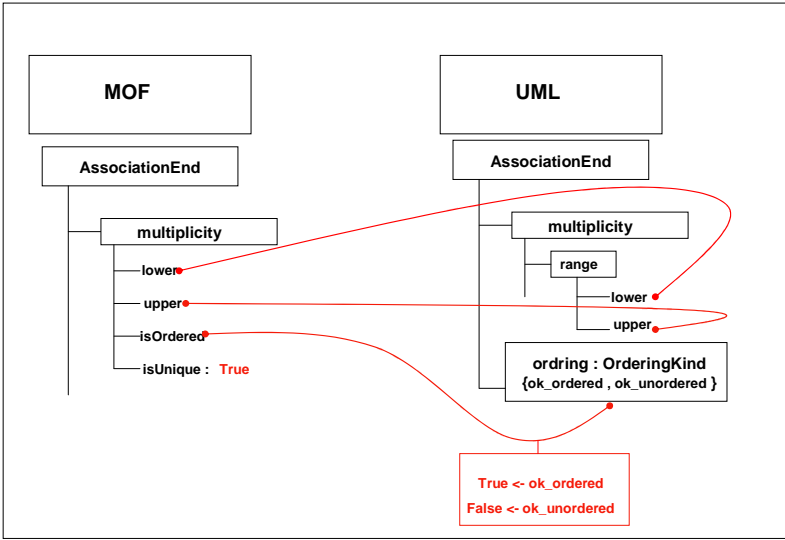 MOF
AssociationEnd
multiplicity
lower
upper
isOrdered
isUnique : True
UML
AssociationEnd
multiplicity
range
lower
upper
ordring : OrderingKind
{ok_ordered , ok_unordered }
True <- ok_ordered
False <- ok_unordered